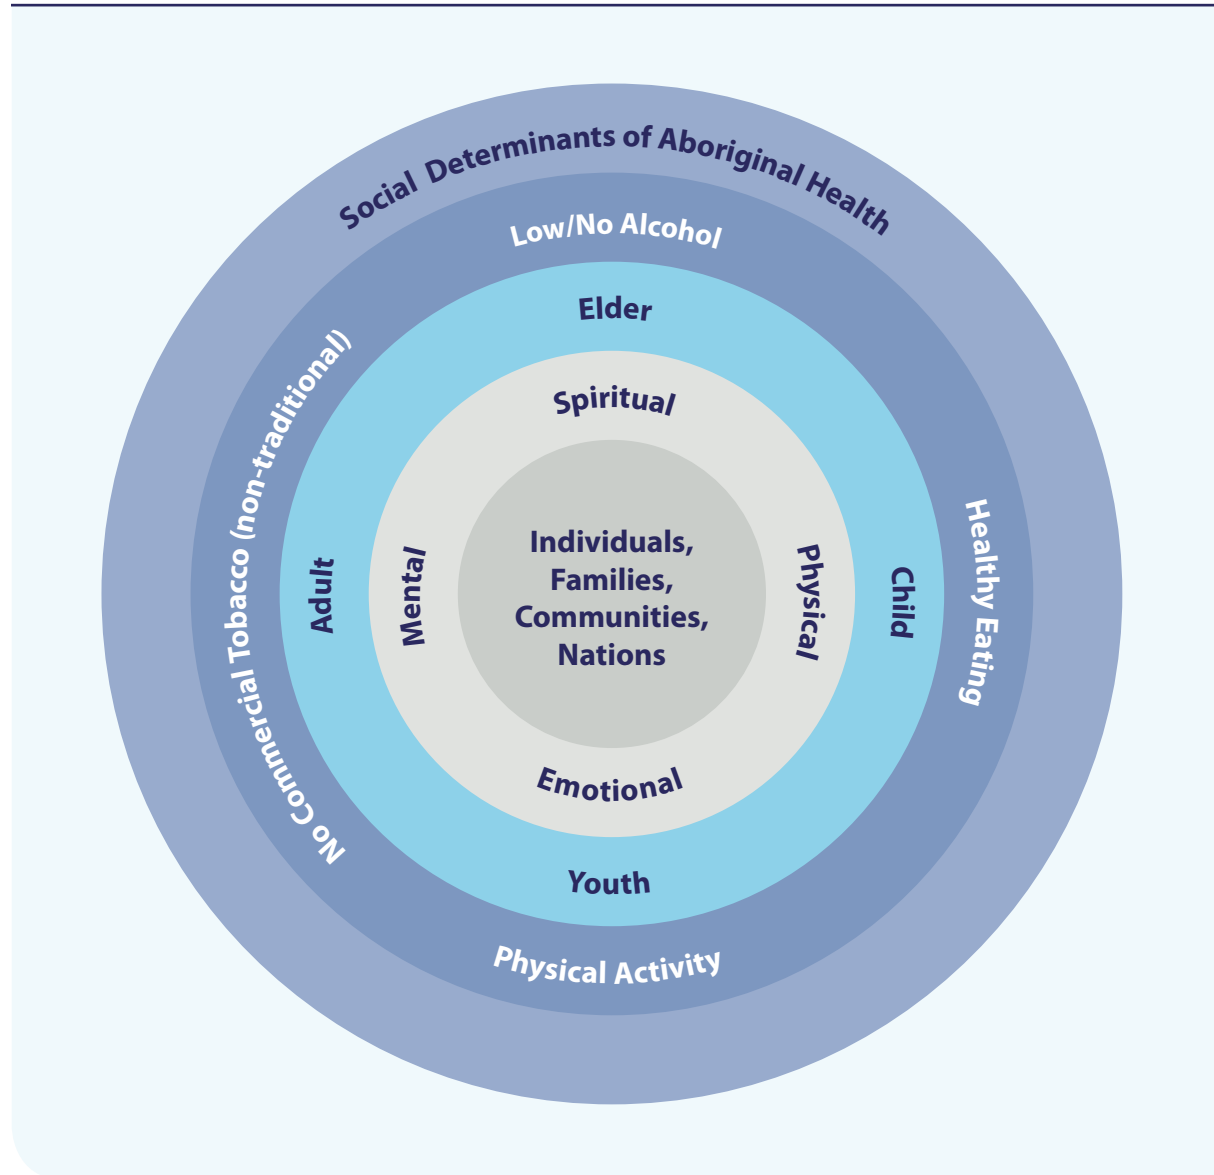 Social Determinants of Aboriginal Health
Low/No Alcohol
Elder
Spiritual
No Commercial Tobacco (non-traditional)
Adult
Mental
Individuals,
Families,
Communities,
Nations
Physical
Child
Healthy Eating
Emotional
Youth
Physical Activity